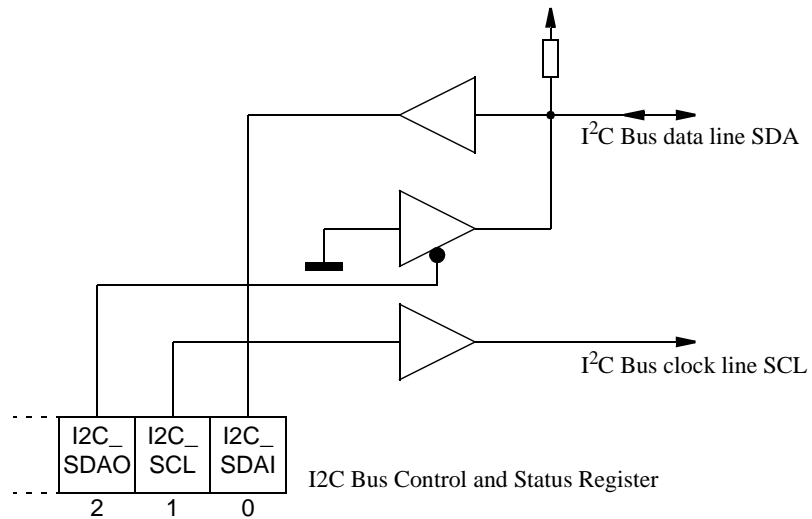 I²C Bus data line SDA
I²C Bus clock line SCL
I2C_ I2C_ I2C_
SDAO SCL SDAI
I2C Bus Control and Status Register
2 1 0